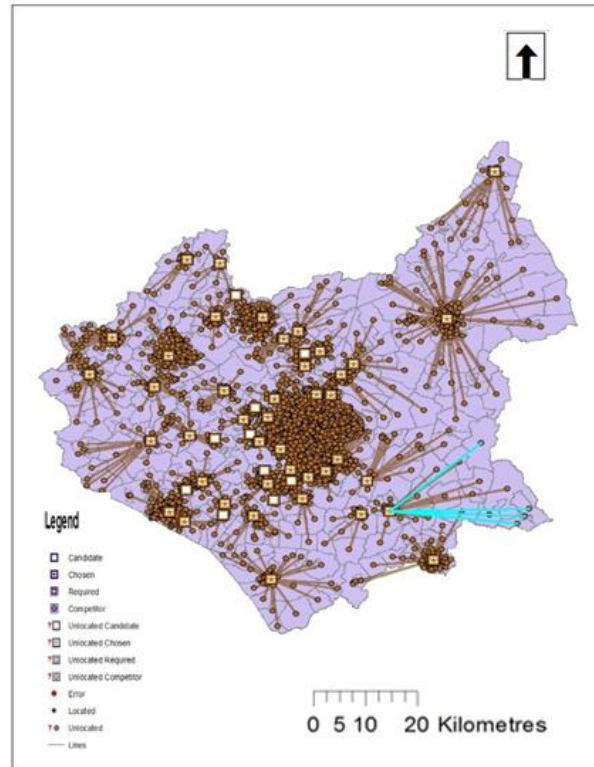 Legend
Candidate
Chosen
Required
Competitor
? Unlocated Candidate
? Unlocated Chosen
? Unlocated Required
? Unlocated Competitor
Error
Located
? Unlocated
Lines
0 5 10 20 Kilometres